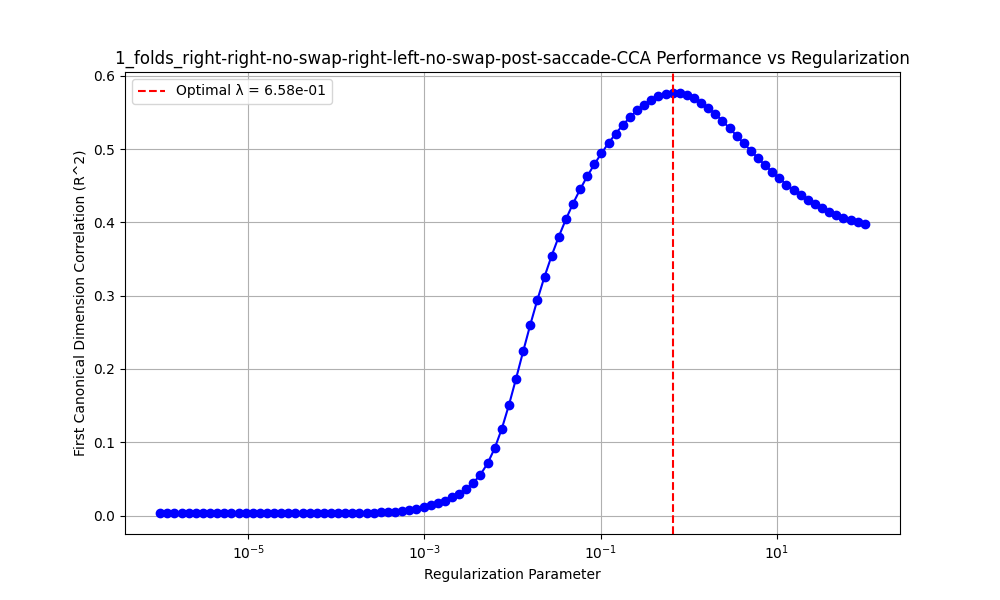 1_folds_right-right-no-swap-right-left-no-swap-post-saccade-CCA Performance vs Regularization
Optimal λ = 6.58e-01
First Canonical Dimension Correlation (R^2)
0.6
0.5
0.4
0.3
0.2
0.1
0.0
10^-5
10^-3
10^-1
10^1
Regularization Parameter